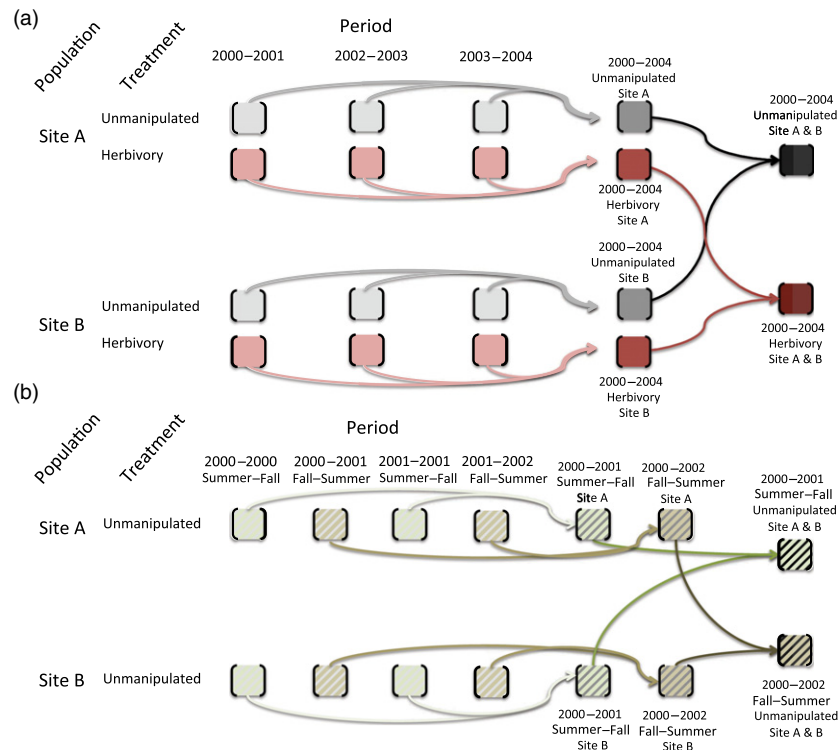 (a)
Population
Treatment
Period
2000–2001
2002–2003
2003–2004
2000–2004
Unmanipulated
Site A
2000–2004
Unmanipulated
Site A & B
Site A
Unmanipulated
Herbivory
2000–2004
Herbivory
Site A
2000–2004
Unmanipulated
Site B
Site B
Unmanipulated
Herbivory
2000–2004
Herbivory
Site B
2000–2004
Herbivory
Site A & B
(b)
Population
Treatment
Period
2000–2000
Summer–Fall
2000–2001
Fall–Summer
2001–2001
Summer–Fall
2001–2002
Fall–Summer
2000–2001
Summer–Fall
Site A
2000–2002
Fall–Summer
Site A
2000–2001
Summer–Fall
Unmanipulated
Site A & B
Site A
Unmanipulated
Site B
Unmanipulated
2000–2001
Summer–Fall
Site B
2000–2002
Fall–Summer
Site B
2000–2002
Fall–Summer
Unmanipulated
Site A & B